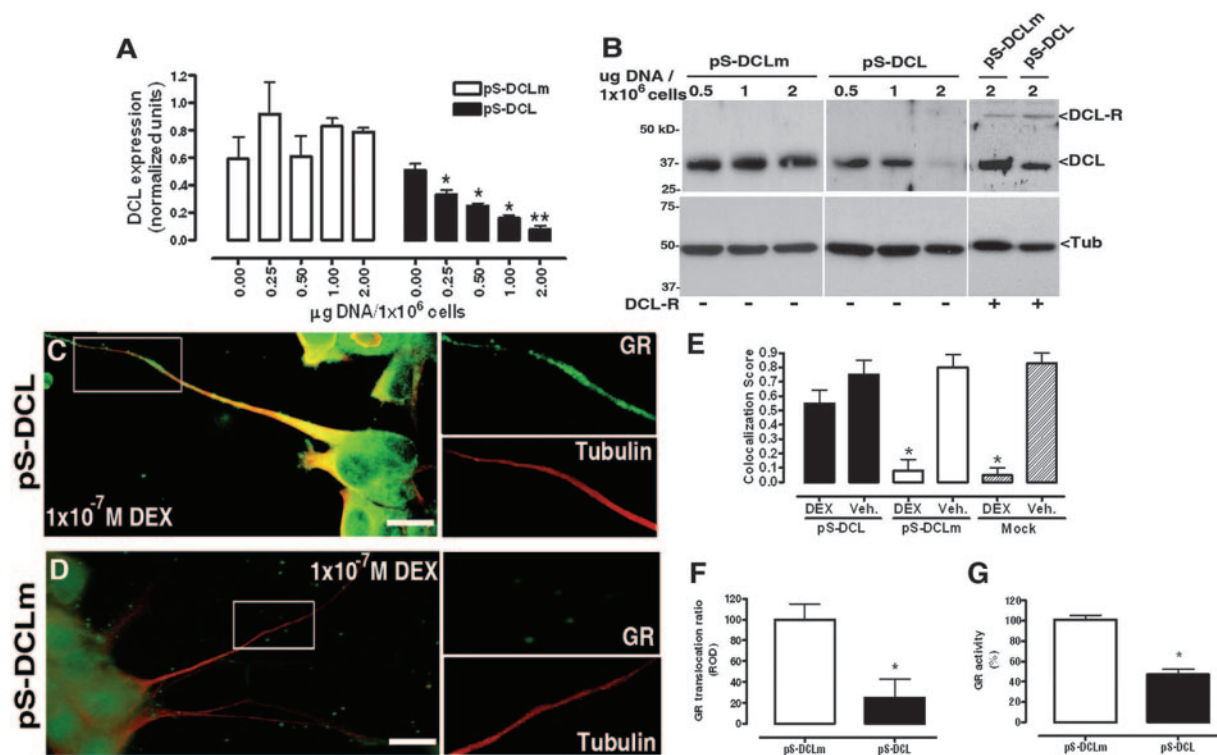 A
DCL expression
(normalized units)
1.2
1.0
0.8
0.6
0.4
0.2
0.0
pS-DCLm
pS-DCL
* * * **
0.00 0.25 0.50 1.00 2.00 0.00 0.25 0.50 1.00 2.00
µg DNA/1x10⁶ cells
B
pS-DCLm
pS-DCL
pS-DCLm
pS-DCL
ug DNA /
1x10⁶ cells
0.5 1 2 0.5 1 2 2 2
50 kD-
37-
25-
<DCL-R
<DCL
75-
50-
37-
<Tub
DCL-R - - - - - - + +
pS-DCL
C
1x10⁻⁷M DEX
GR
Tubulin
pS-DCLm
D
1x10⁻⁷M DEX
GR
Tubulin
E
Colocalization Score
0.9
0.8
0.7
0.6
0.5
0.4
0.3
0.2
0.1
0.0
* *
DEX Veh. DEX Veh. DEX Veh.
pS-DCL pS-DCLm Mock
F
GR translocation ratio
(ROD)
120
100
80
60
40
20
0
*
pS-DCLm pS-DCL
G
GR activity
(%)
120
100
80
60
40
20
0
*
pS-DCLm pS-DCL